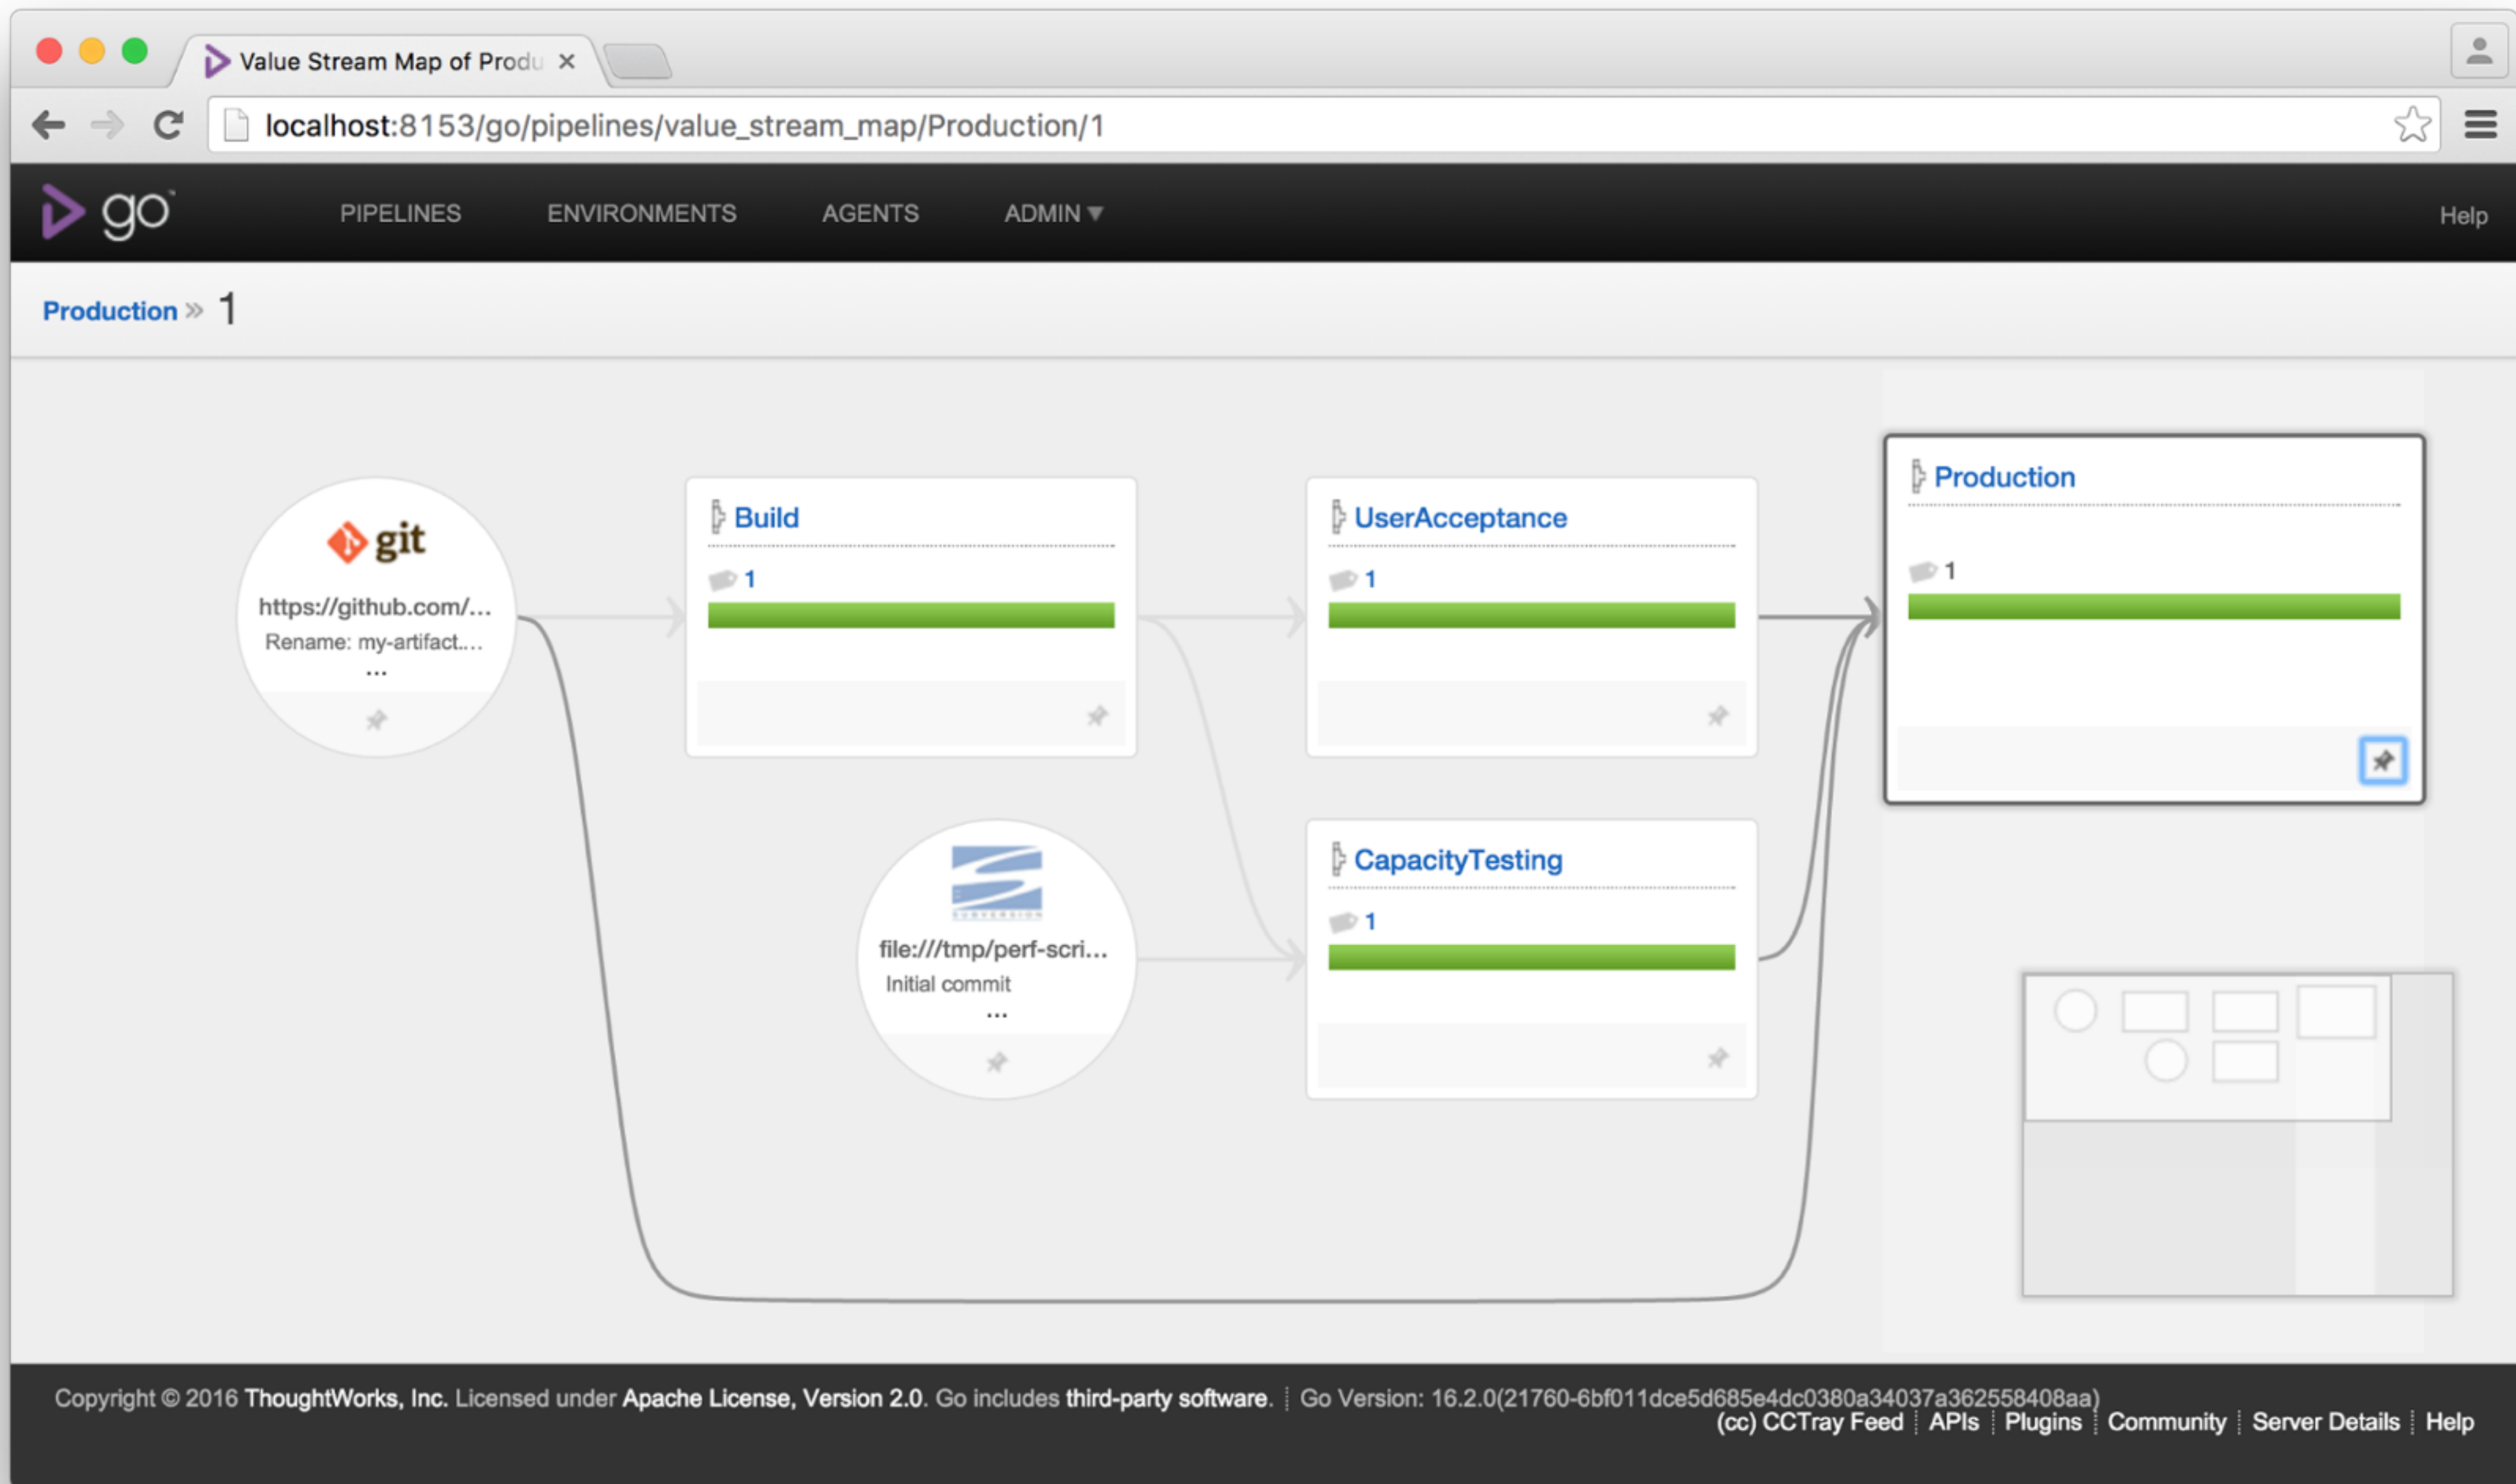 Value Stream Map of Produ
localhost:8153/go/pipelines/value_stream_map/Production/1
go™ PIPELINES ENVIRONMENTS AGENTS ADMIN ▼ Help
Production » 1
git
https://github.com/...
Rename: my-artifact....
...
Build
1
UserAcceptance
1
Production
1
SUBVERSION
file:///tmp/perf-scri...
Initial commit
...
CapacityTesting
1
Copyright © 2016 ThoughtWorks, Inc. Licensed under Apache License, Version 2.0. Go includes third-party software. Go Version: 16.2.0(21760-6bf011dce5d685e4dc0380a34037a362558408aa)
(cc) CCTray Feed APIs Plugins Community Server Details Help